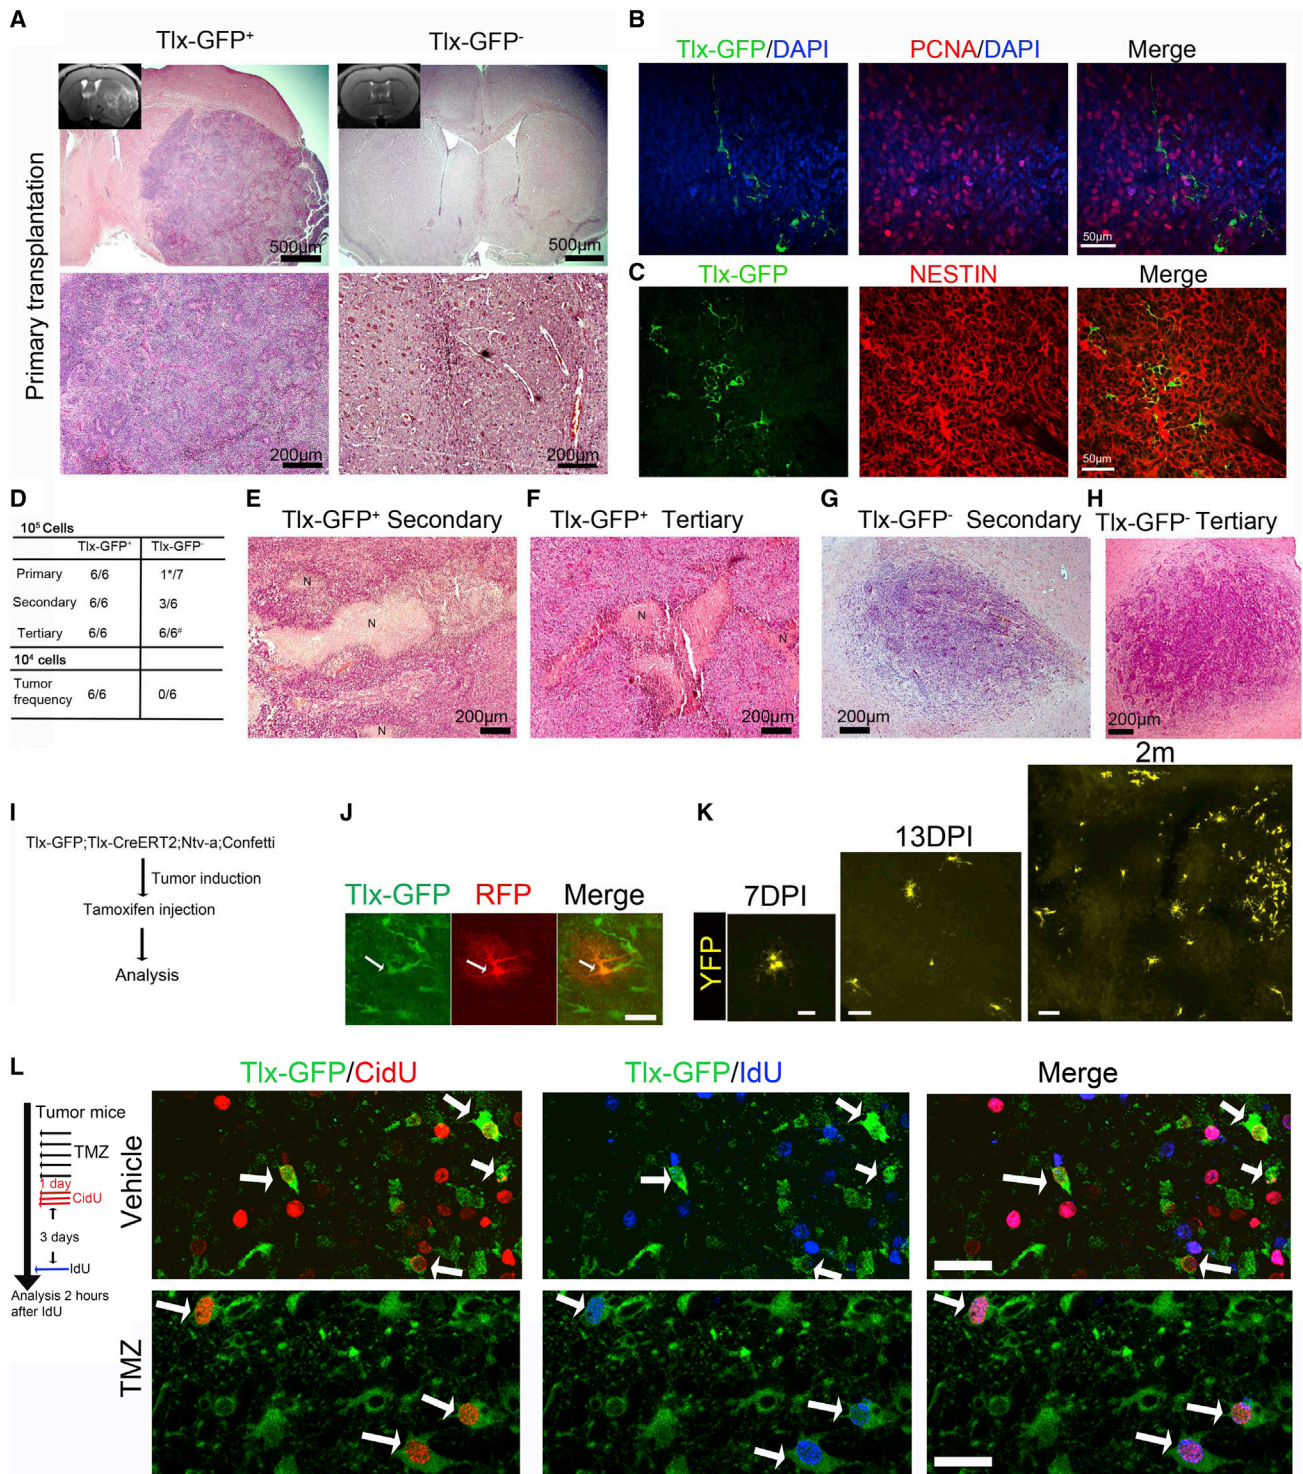 A
Tlx-GFP⁺
Tlx-GFP⁻
Primary transplantation
500µm
500µm
200µm
200µm
B
Tlx-GFP/DAPI
PCNA/DAPI
Merge
50µm
C
Tlx-GFP
NESTIN
Merge
50µm
D
10⁵ Cells
Tlx-GFP⁺ Tlx-GFP⁻
Primary 6/6 1*/7
Secondary 6/6 3/6
Tertiary 6/6 6/6#
10⁴ cells
Tumor
frequency 6/6 0/6
E
Tlx-GFP⁺ Secondary
N
N
N
200µm
F
Tlx-GFP⁺ Tertiary
N
N
200µm
G
Tlx-GFP⁻ Secondary
200µm
H
Tlx-GFP⁻ Tertiary
200µm
I
Tlx-GFP;Tlx-CreERT2;Ntv-a;Confetti
Tumor induction
Tamoxifen injection
Analysis
J
Tlx-GFP
RFP
Merge
K
YFP
7DPI
13DPI
2m
L
Tumor mice
TMZ
1 day
CidU
3 days
IdU
Analysis 2 hours
after IdU
Tlx-GFP/CidU
Tlx-GFP/IdU
Merge
Vehicle
TMZ